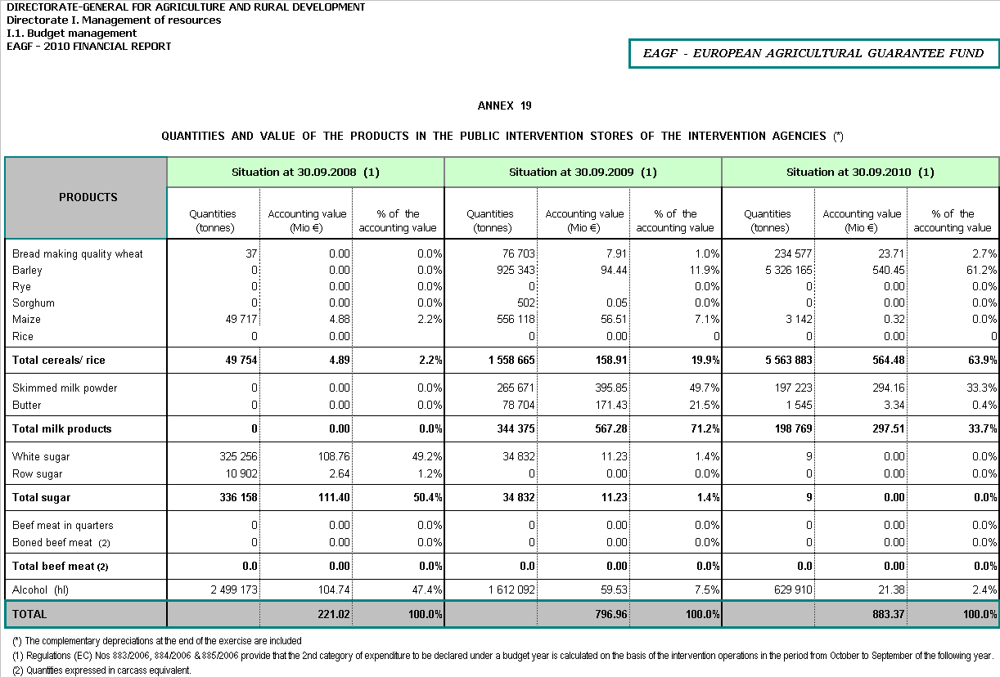 DIRECTORATE-GENERAL FOR AGRICULTURE AND RURAL DEVELOPMENT
Directorate I. Management of resources
I.1. Budget management
EAGF - 2010 FINANCIAL REPORT
EAGF - EUROPEAN AGRICULTURAL GUARANTEE FUND
ANNEX 19
QUANTITIES AND VALUE OF THE PRODUCTS IN THE PUBLIC INTERVENTION STORES OF THE INTERVENTION AGENCIES (*)
PRODUCTS Situation at 30.09.2008 (1) Situation at 30.09.2009 (1) Situation at 30.09.2010 (1)
Quantities Accounting value % of the Quantities Accounting value % of the Quantities Accounting value % of the
(tonnes) (Mio €) accounting value (tonnes) (Mio €) accounting value (tonnes) (Mio €) accounting value
Bread making quality wheat 37 0.00 0.0% 76 703 7.91 1.0% 234 577 23.71 2.7%
Barley 0 0.00 0.0% 925 343 94.44 11.9% 5 326 165 540.45 61.2%
Rye 0 0.00 0.0% 0 0.0% 0 0.00 0.0%
Sorghum 0 0.00 0.0% 502 0.05 0.0% 0 0.00 0.0%
Maize 49 717 4.88 2.2% 556 118 56.51 7.1% 3 142 0.32 0.0%
Rice 0 0.00 0 0.00 0 0 0.00 0
Total cereals/ rice 49 754 4.89 2.2% 1 558 665 158.91 19.9% 5 563 883 564.48 63.9%
Skimmed milk powder 0 0.00 0.0% 265 671 395.85 49.7% 197 223 294.16 33.3%
Butter 0 0.00 0.0% 78 704 171.43 21.5% 1 545 3.34 0.4%
Total milk products 0 0.00 0.0% 344 375 567.28 71.2% 198 769 297.51 33.7%
White sugar 325 256 108.76 49.2% 34 832 11.23 1.4% 9 0.00 0.0%
Row sugar 10 902 2.64 1.2% 0 0.00 0.0% 0 0.00 0.0%
Total sugar 336 158 111.40 50.4% 34 832 11.23 1.4% 9 0.00 0.0%
Beef meat in quarters 0 0.00 0.0% 0 0.00 0.0% 0 0.00 0.0%
Boned beef meat (2) 0 0.00 0.0% 0 0.00 0.0% 0 0.00 0.0%
Total beef meat (2) 0.0 0.00 0.0% 0.0 0.00 0.0% 0.0 0.00 0.0%
Alcohol (hl) 2 499 173 104.74 47.4% 1 612 092 59.53 7.5% 629 910 21.38 2.4%
TOTAL 221.02 100.0% 796.96 100.0% 883.37 100.0%
(*) The complementary depreciations at the end of the exercise are included
(1) Regulations (EC) Nos 883/2006, 884/2006 & 885/2006 provide that the 2nd category of expenditure to be declared under a budget year is calculated on the basis of the intervention operations in the period from October to September of the following year.
(2) Quantities expressed in carcass equivalent.